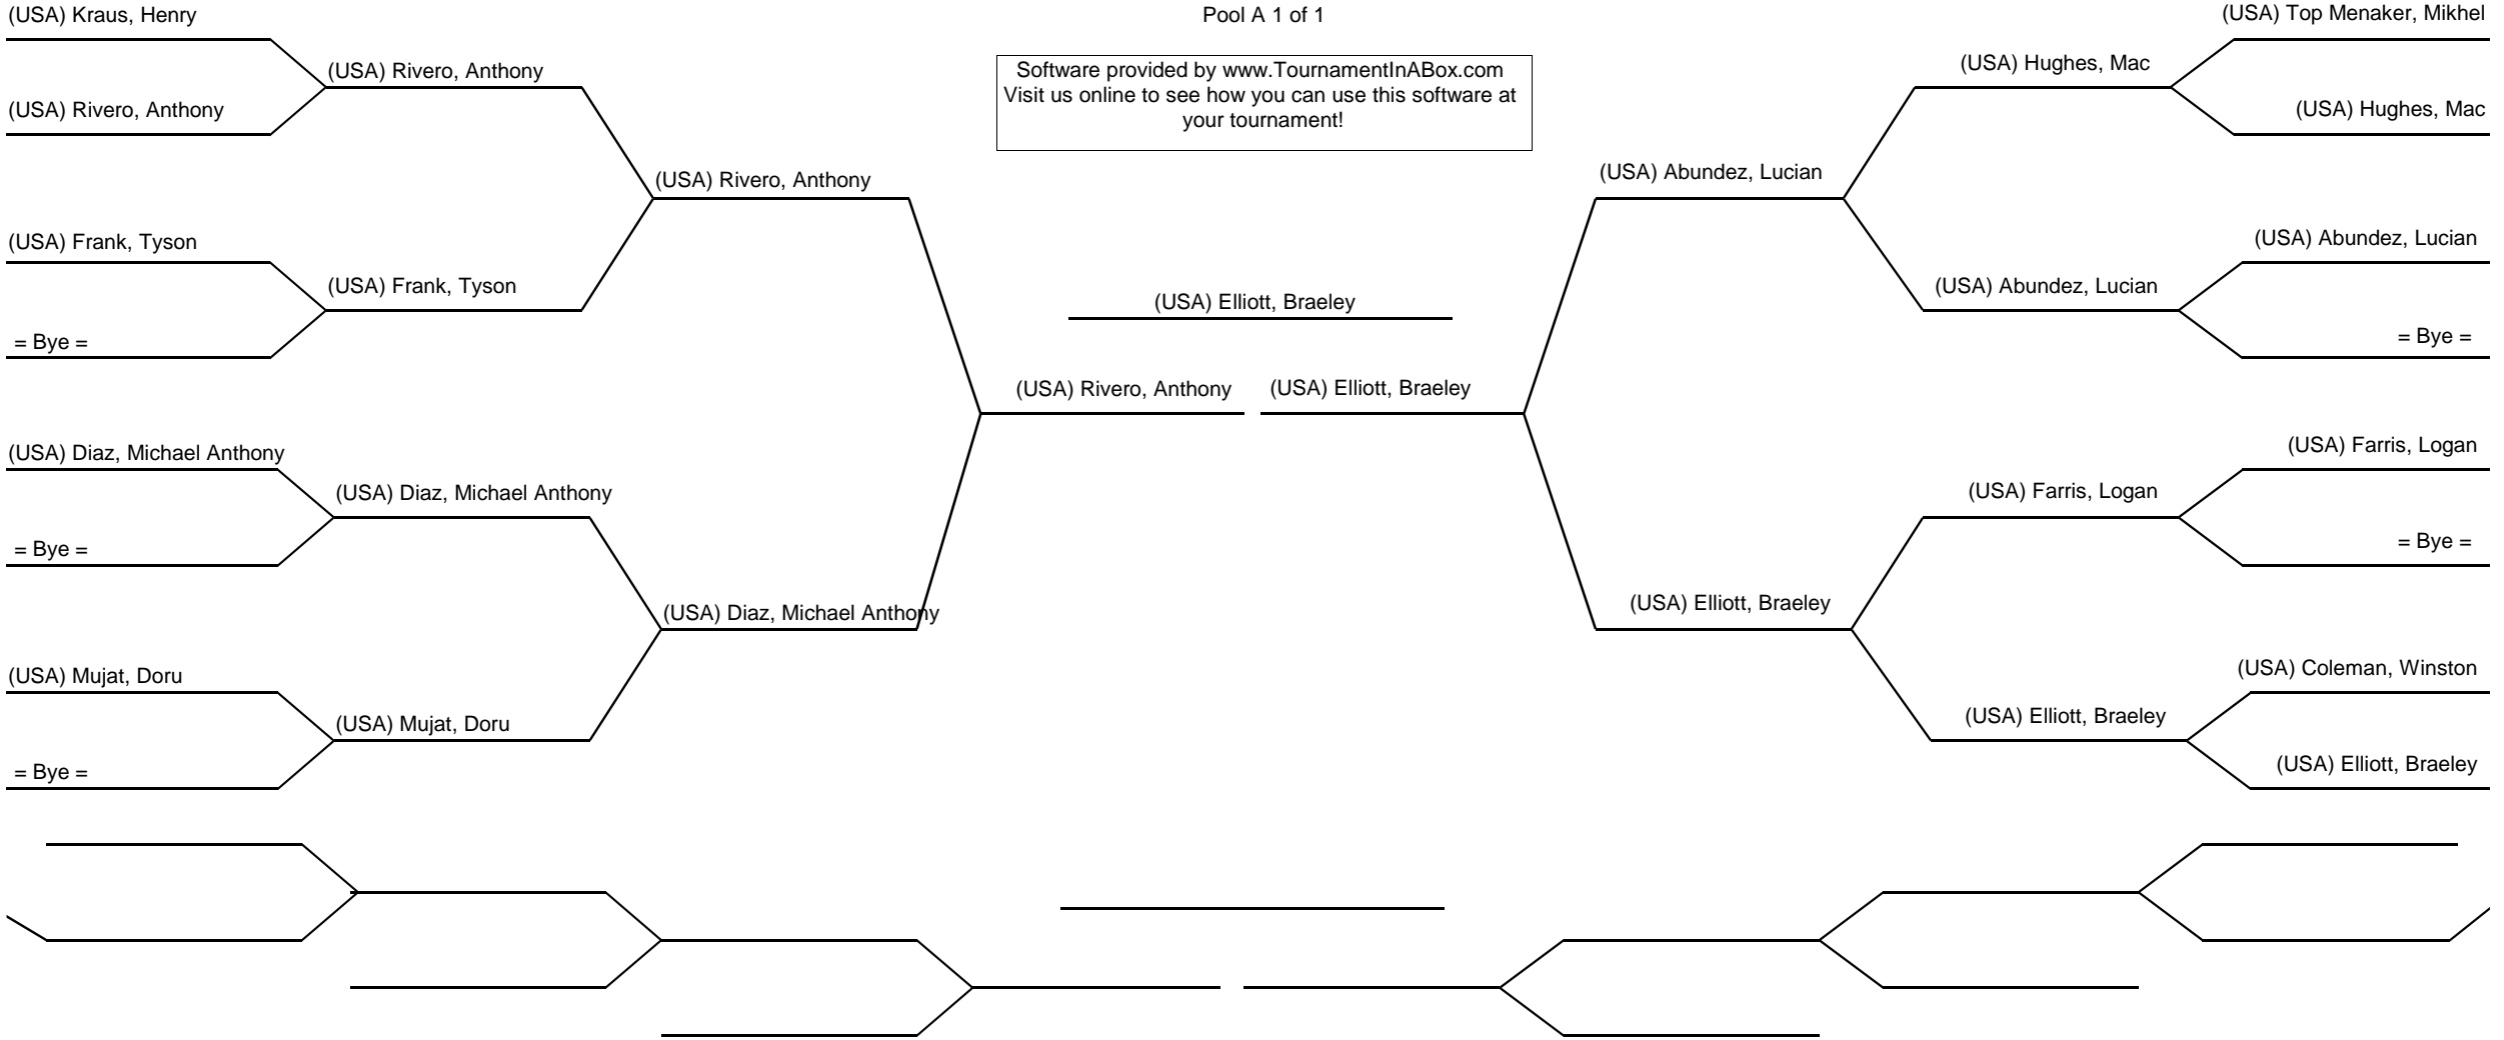 Pool A 1 of 1
Software provided by www.TournamentInABox.com
Visit us online to see how you can use this software at
your tournament!
(USA) Kraus, Henry
(USA) Rivero, Anthony
(USA) Frank, Tyson
= Bye =
(USA) Diaz, Michael Anthony
= Bye =
(USA) Mujat, Doru
= Bye =
(USA) Rivero, Anthony
(USA) Frank, Tyson
(USA) Diaz, Michael Anthony
(USA) Mujat, Doru
(USA) Rivero, Anthony
(USA) Diaz, Michael Anthony
(USA) Rivero, Anthony
(USA) Elliott, Braeley
(USA) Elliott, Braeley
(USA) Abundez, Lucian
(USA) Elliott, Braeley
(USA) Hughes, Mac
(USA) Abundez, Lucian
(USA) Farris, Logan
(USA) Elliott, Braeley
(USA) Top Menaker, Mikhel
(USA) Hughes, Mac
(USA) Abundez, Lucian
= Bye =
(USA) Farris, Logan
= Bye =
(USA) Coleman, Winston
(USA) Elliott, Braeley